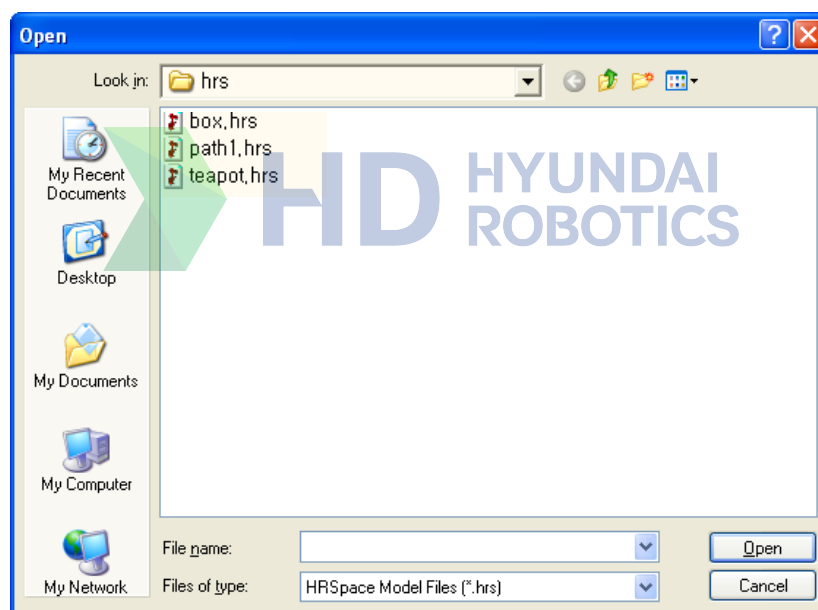 Open
Look in: hrs
box,hrs
path1,hrs
teapot,hrs
My Recent
Documents
Desktop
My Documents
My Computer
My Network
HD HYUNDAI
ROBOTICS
File name:
Open
Files of type: HRSpace Model Files (*.hrs)
Cancel